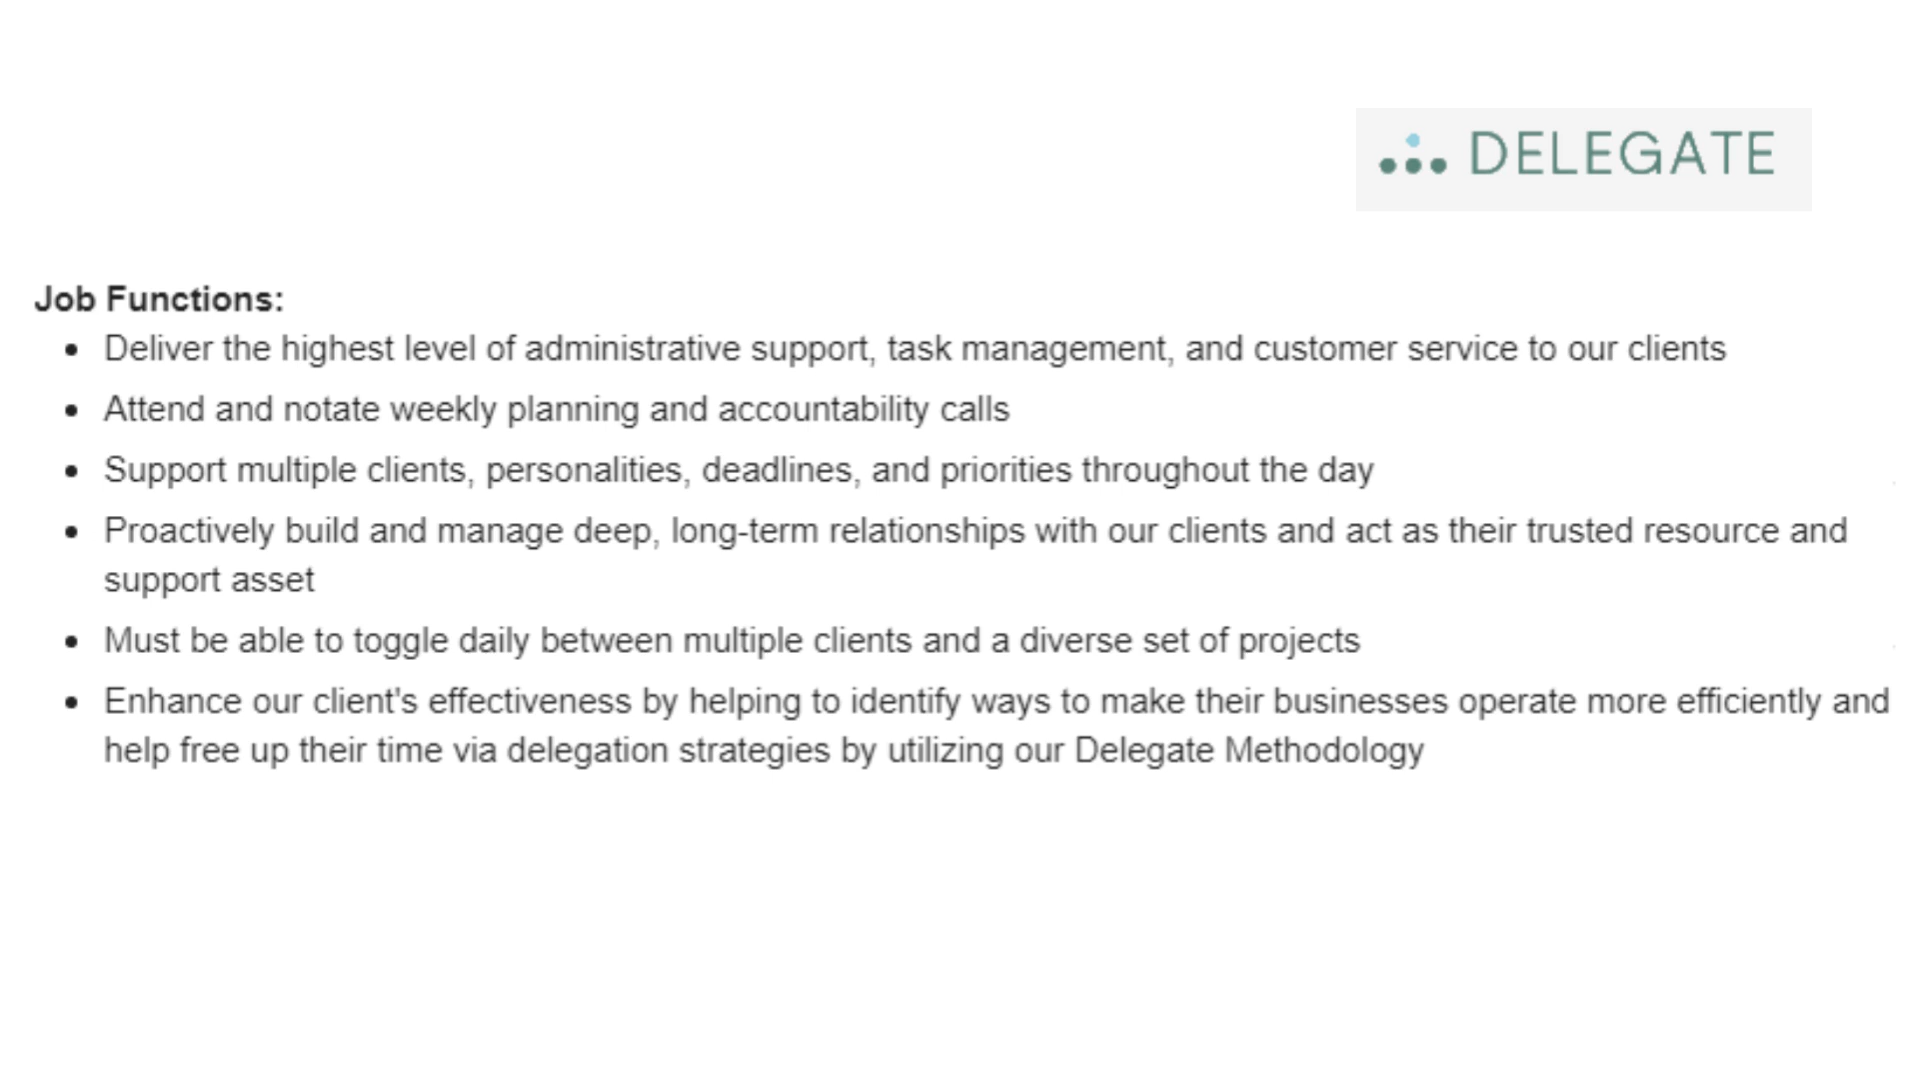 DELEGATE
Job Functions:
Deliver the highest level of administrative support, task management, and customer service to our clients
Attend and notate weekly planning and accountability calls
Support multiple clients, personalities, deadlines, and priorities throughout the day
Proactively build and manage deep, long-term relationships with our clients and act as their trusted resource and
support asset
Must be able to toggle daily between multiple clients and a diverse set of projects
Enhance our client's effectiveness by helping to identify ways to make their businesses operate more efficiently and
help free up their time via delegation strategies by utilizing our Delegate Methodology